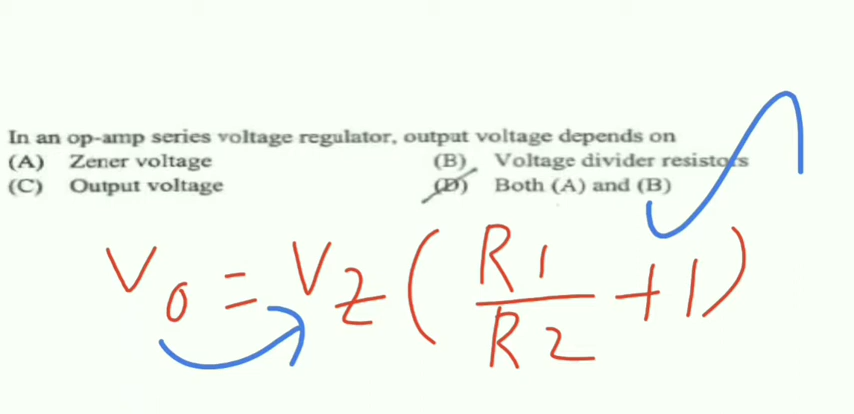 In an op-amp series voltage regulator, output voltage depends on
(A) Zener voltage (B) Voltage divider resistors
(C) Output voltage (D) Both (A) and (B)
V0 = VZ ( R1 / R2 + 1 )